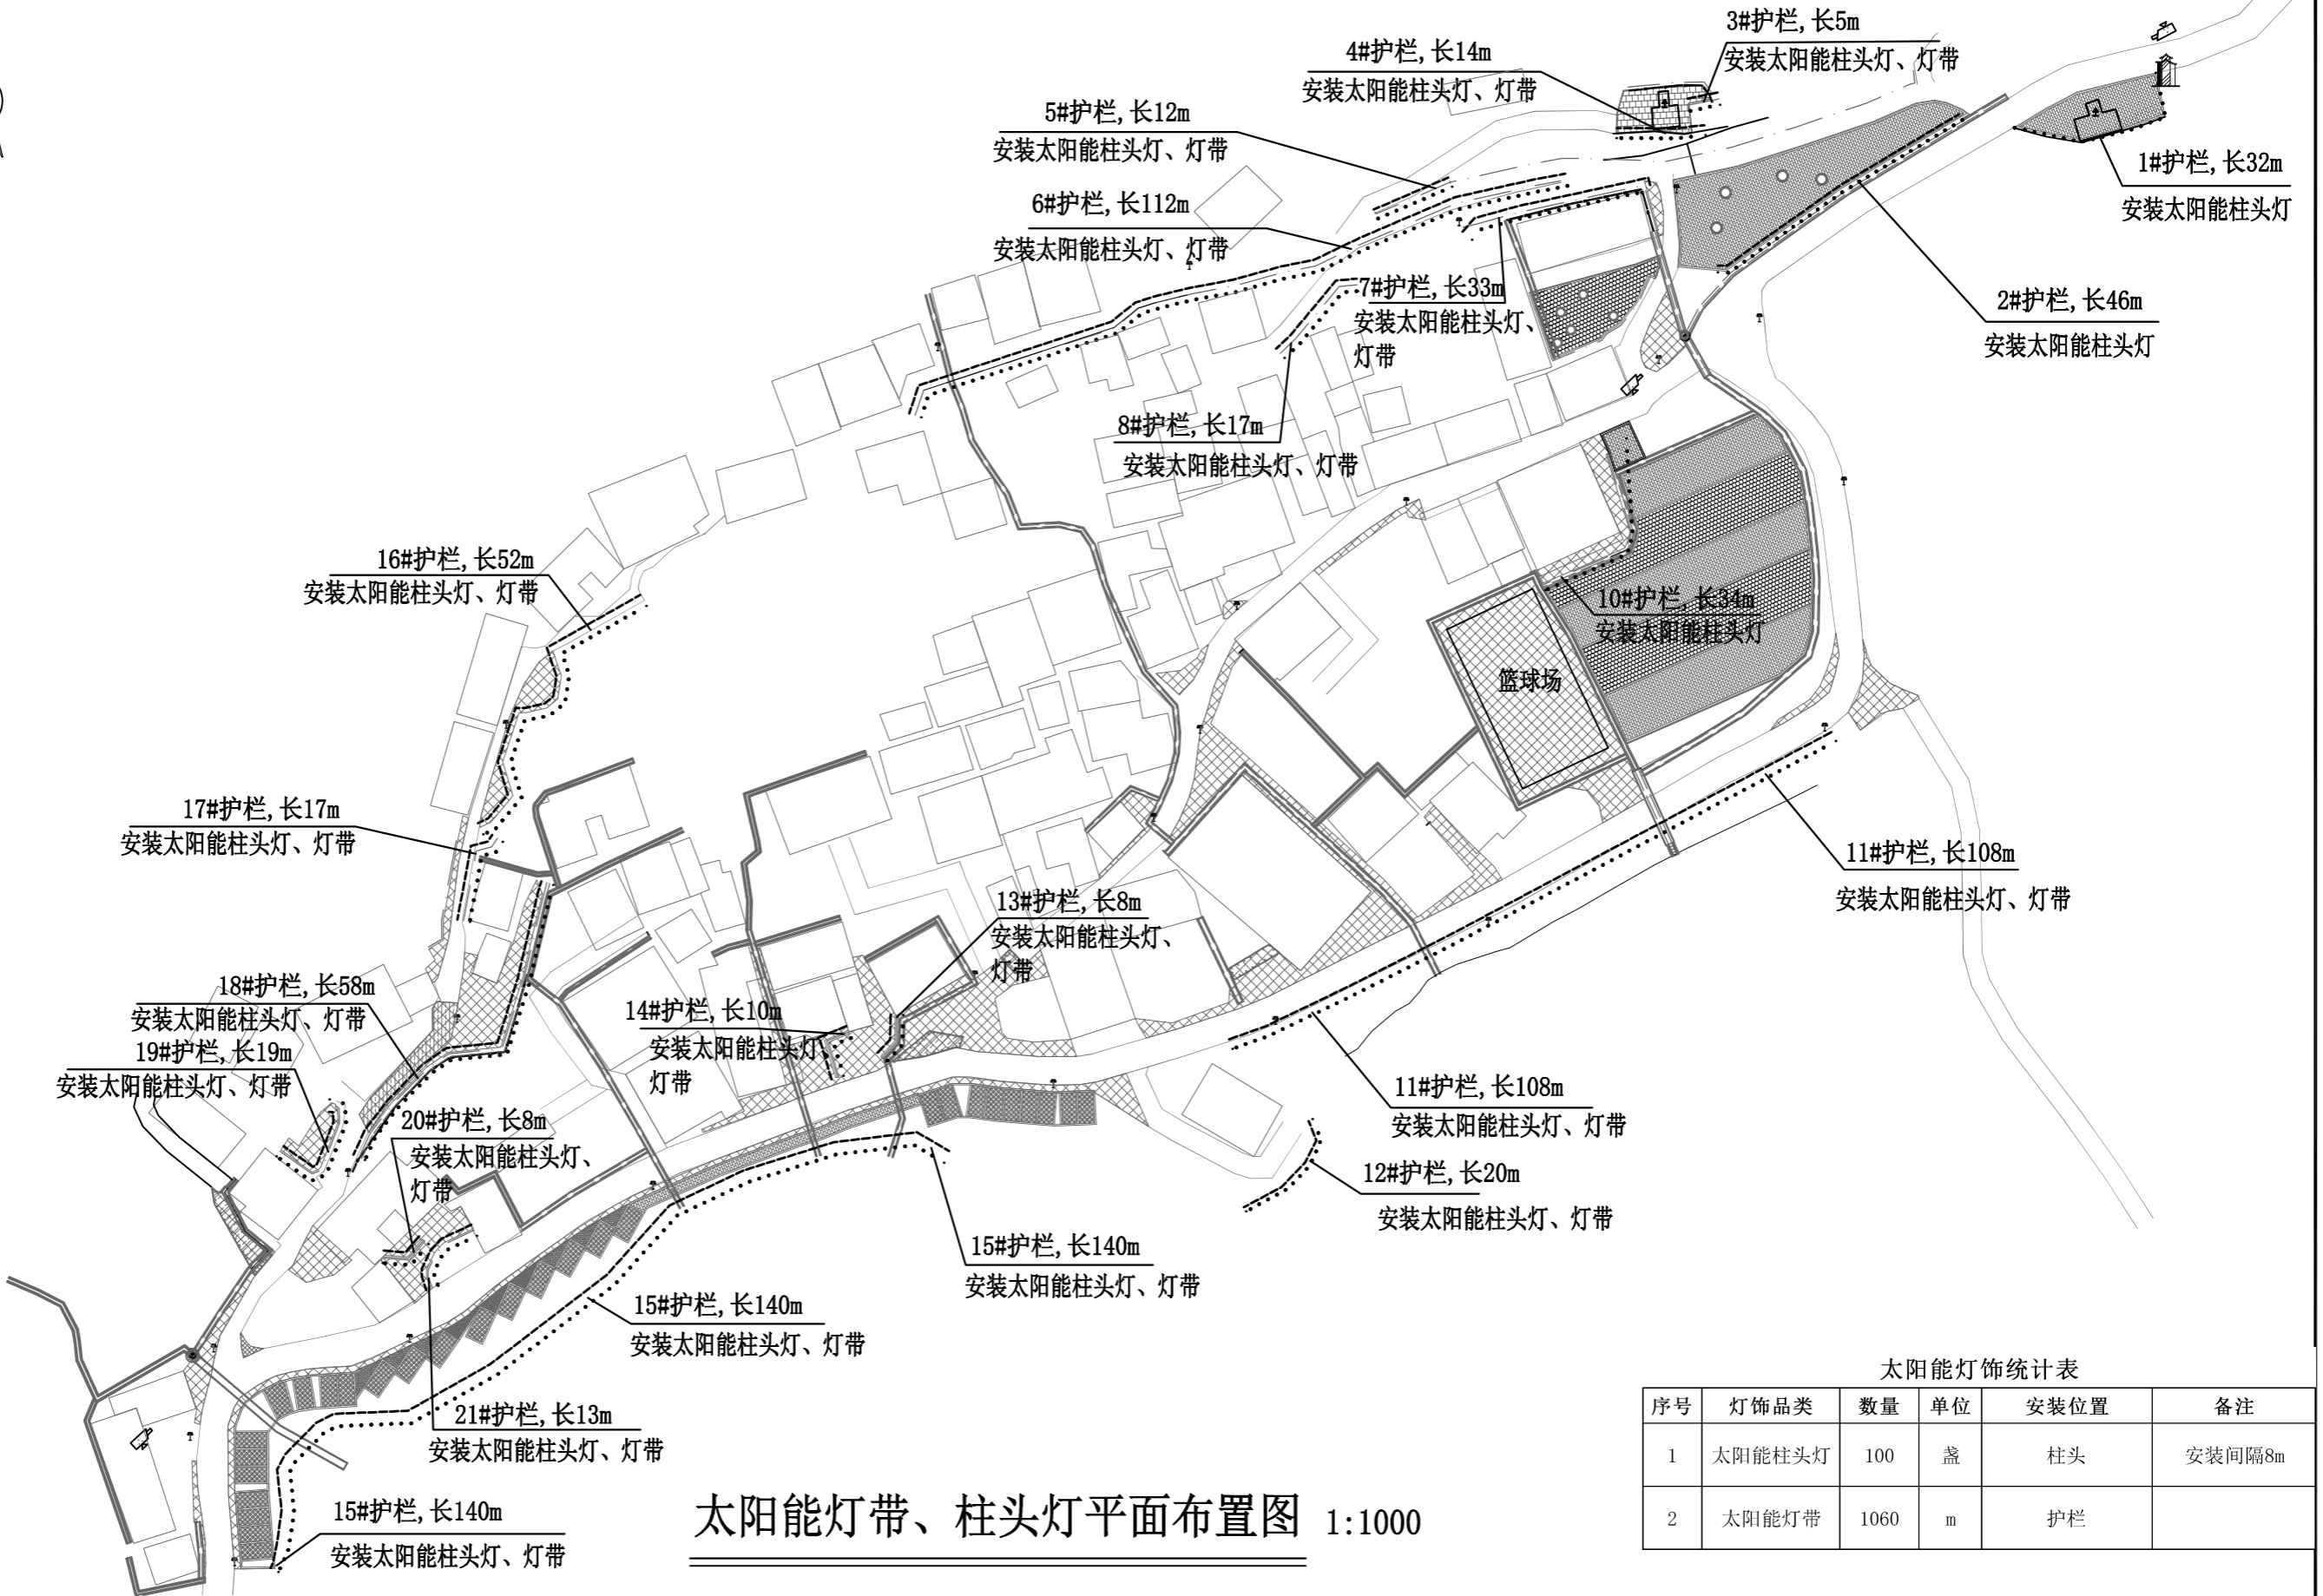 3#护栏,长5m
安装太阳能柱头灯、灯带
4#护栏,长14m
安装太阳能柱头灯、灯带
5#护栏,长12m
安装太阳能柱头灯、灯带
1#护栏,长32m
安装太阳能柱头灯
6#护栏,长112m
安装太阳能柱头灯、灯带
7#护栏,长33m
安装太阳能柱头灯、
灯带
2#护栏,长46m
安装太阳能柱头灯
8#护栏,长17m
安装太阳能柱头灯、灯带
16#护栏,长52m
安装太阳能柱头灯、灯带
10#护栏,长34m
安装太阳能柱头灯
篮球场
17#护栏,长17m
安装太阳能柱头灯、灯带
11#护栏,长108m
安装太阳能柱头灯、灯带
13#护栏,长8m
安装太阳能柱头灯、
灯带
18#护栏,长58m
安装太阳能柱头灯、灯带
14#护栏,长10m
安装太阳能柱头灯、
灯带
19#护栏,长19m
安装太阳能柱头灯、灯带
11#护栏,长108m
安装太阳能柱头灯、灯带
20#护栏,长8m
安装太阳能柱头灯、
灯带
12#护栏,长20m
安装太阳能柱头灯、灯带
15#护栏,长140m
安装太阳能柱头灯、灯带
15#护栏,长140m
安装太阳能柱头灯、灯带
21#护栏,长13m
安装太阳能柱头灯、灯带
15#护栏,长140m
安装太阳能柱头灯、灯带
太阳能灯带、柱头灯平面布置图 1:1000
太阳能灯饰统计表
序号 灯饰品类 数量 单位 安装位置 备注
1 太阳能柱头灯 100 盏 柱头 安装间隔8m
2 太阳能灯带 1060 m 护栏